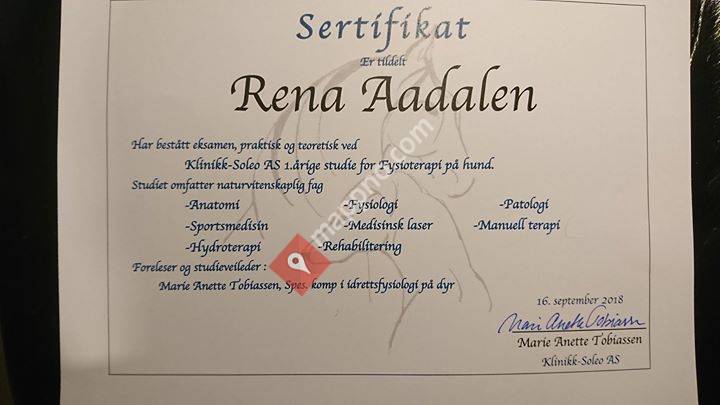 Sertifikat
Er tildelt
Rena Aadalen
Har bestått eksamen, praktisk og teoretisk ved
Klinikk-Soleo AS 1.årige studie for Fysioterapi på hund.
Studiet omfatter naturvitenskaplig fag
-Anatomi -Fysiologi -Patologi
-Sportsmedisin -Medisinsk laser -Manuell terapi
-Hydroterapi -Rehabilitering
Foreleser og studieveileder :
Marie Anette Tobiassen, Spes. komp i idrettsfysiologi på dyr
16. september 2018
Mari Anette Tobiassen
Marie Anette Tobiassen
Klinikk-Soleo AS